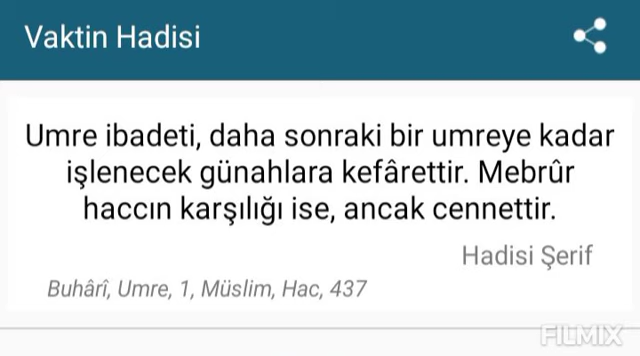 Vaktin Hadisi
Umre ibadeti, daha sonraki bir umreye kadar
işlenecek günahlara kefârettir. Mebrûr
haccın karşılığı ise, ancak cennettir.
Hadisi Şerif
Buhârî, Umre, 1, Müslim, Hac, 437
FILMIX